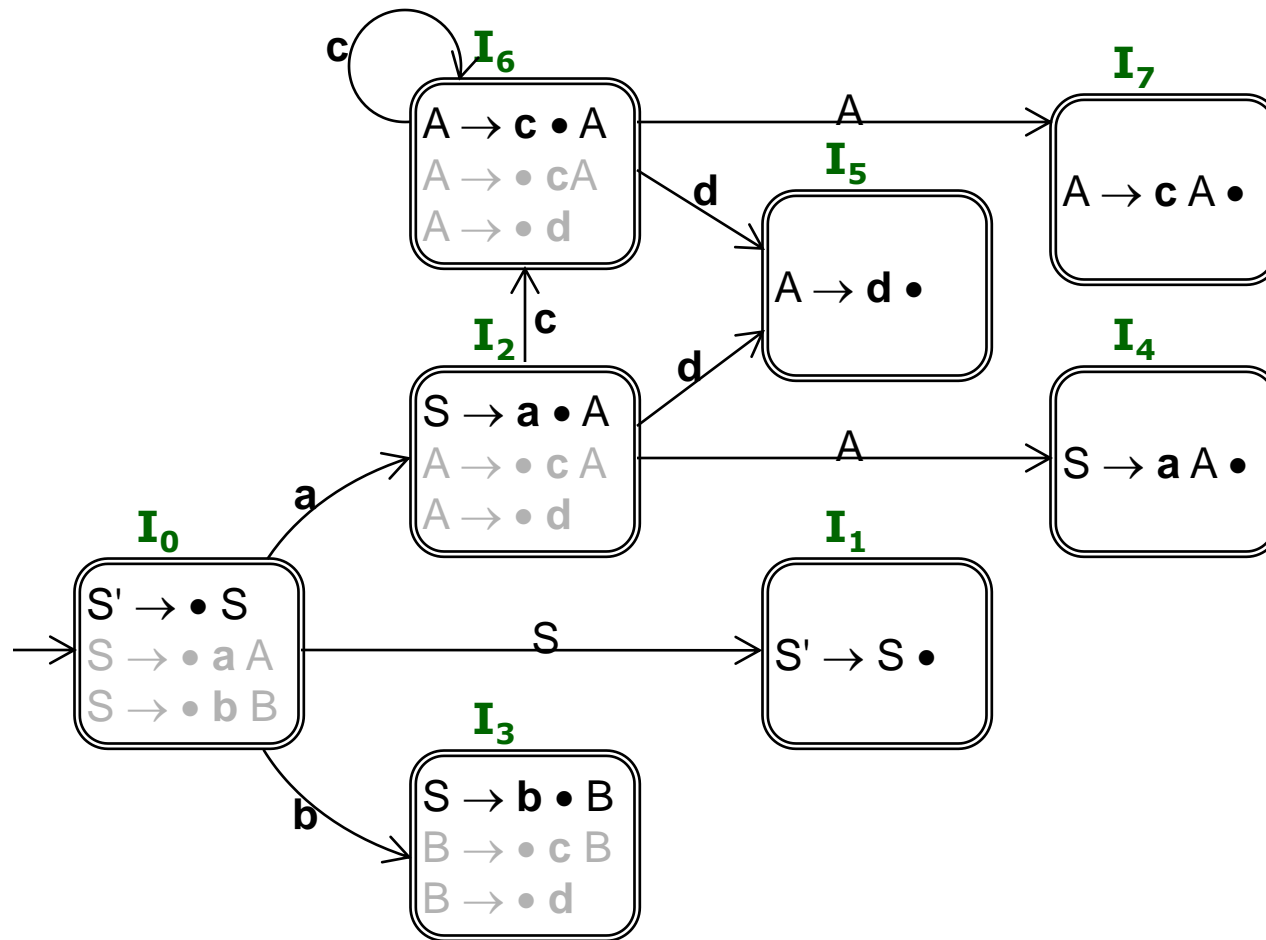 c
I6
A → c • A
A → • cA
A → • d
A
I7
A → c A •
d
I5
A → d •
c
I2
S → a • A
A → • c A
A → • d
d
A
I4
S → a A •
a
I0
S' → • S
S → • a A
S → • b B
S
I1
S' → S •
b
I3
S → b • B
B → • c B
B → • d